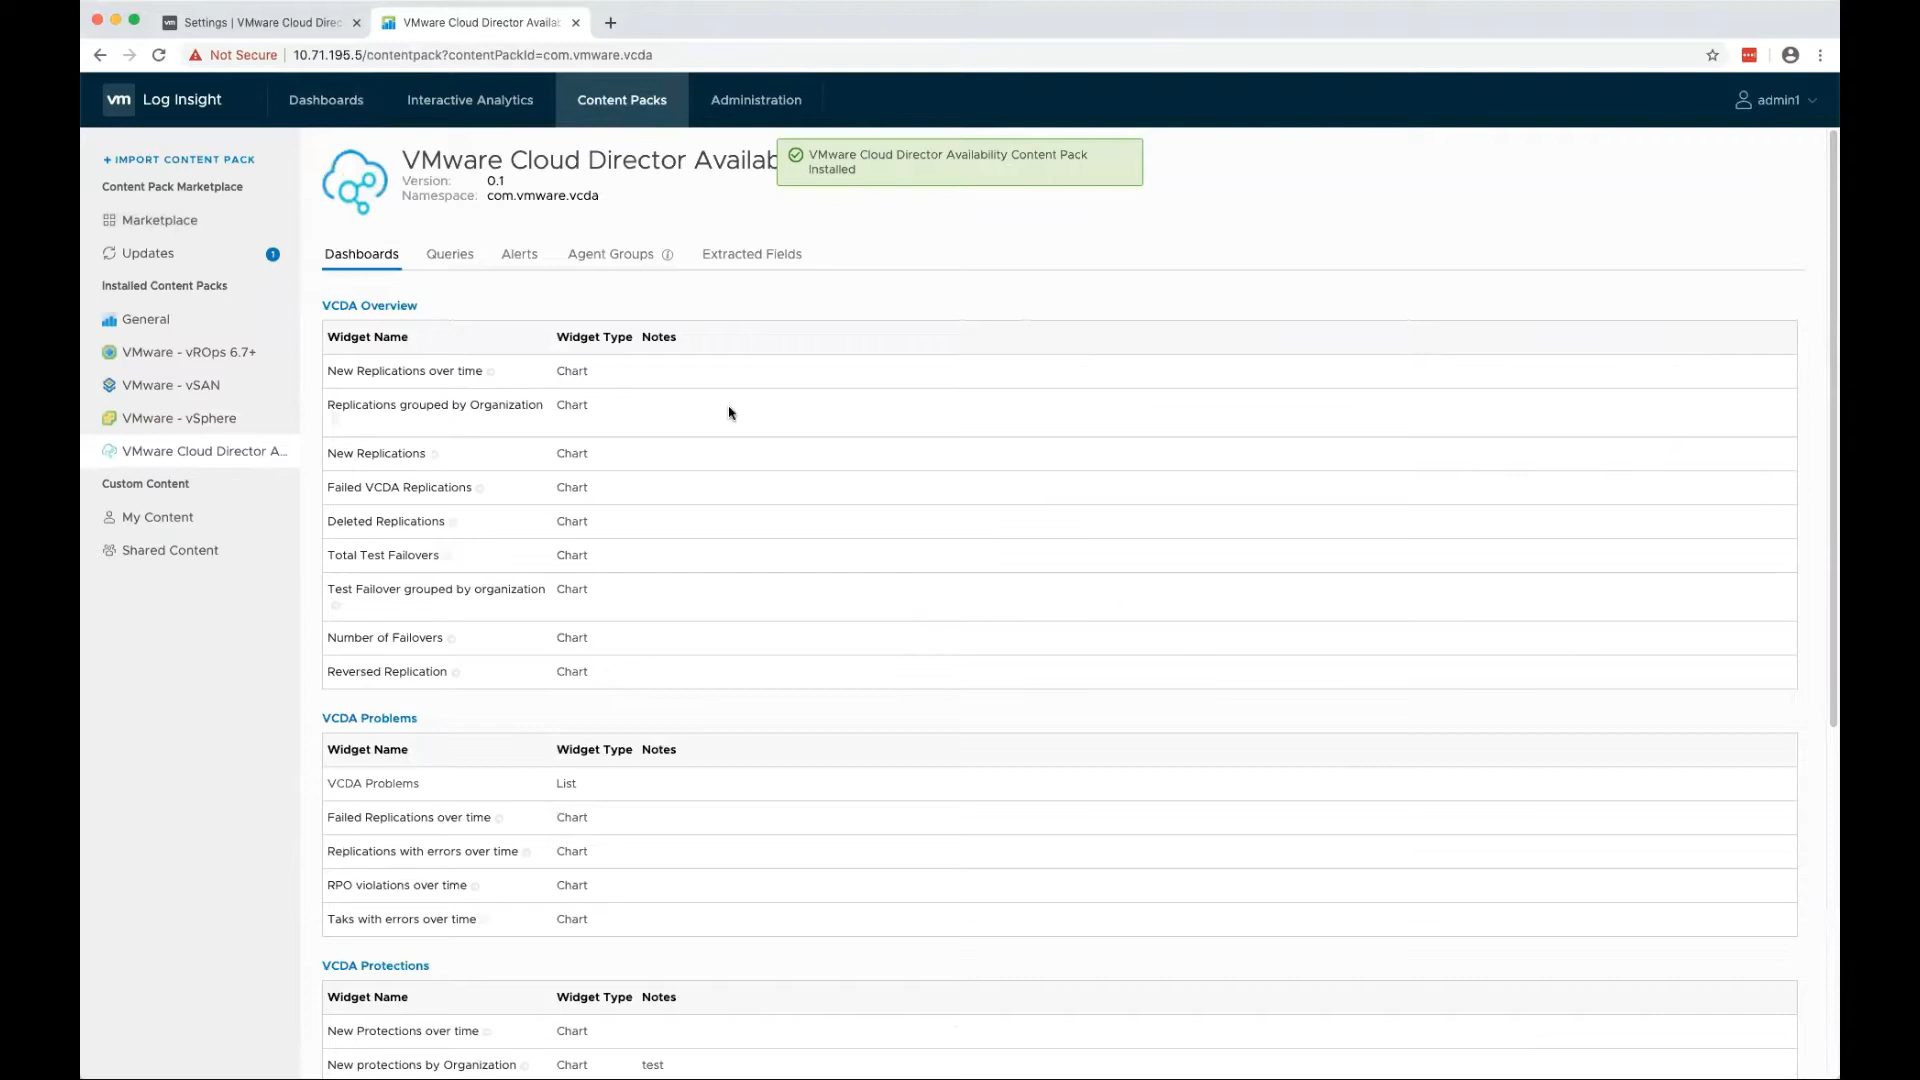 Settings | VMware Cloud Direc
VMware Cloud Director Availab
Not Secure
10.71.195.5/contentpack?contentPackId=com.vmware.vcda
vm
Log Insight
Dashboards
Interactive Analytics
Content Packs
Administration
admin1
+ IMPORT CONTENT PACK
Content Pack Marketplace
Marketplace
Updates
1
Installed Content Packs
General
VMware - vROps 6.7+
VMware - vSAN
VMware - vSphere
VMware Cloud Director A...
Custom Content
My Content
Shared Content
VMware Cloud Director Availab
Version: 0.1
Namespace: com.vmware.vcda
VMware Cloud Director Availability Content Pack
Installed
Dashboards Queries Alerts Agent Groups Extracted Fields
VCDA Overview
Widget Name Widget Type Notes
New Replications over time Chart
Replications grouped by Organization Chart
New Replications Chart
Failed VCDA Replications Chart
Deleted Replications Chart
Total Test Failovers Chart
Test Failover grouped by organization Chart
Number of Failovers Chart
Reversed Replication Chart
VCDA Problems
Widget Name Widget Type Notes
VCDA Problems List
Failed Replications over time Chart
Replications with errors over time Chart
RPO violations over time Chart
Taks with errors over time Chart
VCDA Protections
Widget Name Widget Type Notes
New Protections over time Chart
New protections by Organization Chart test